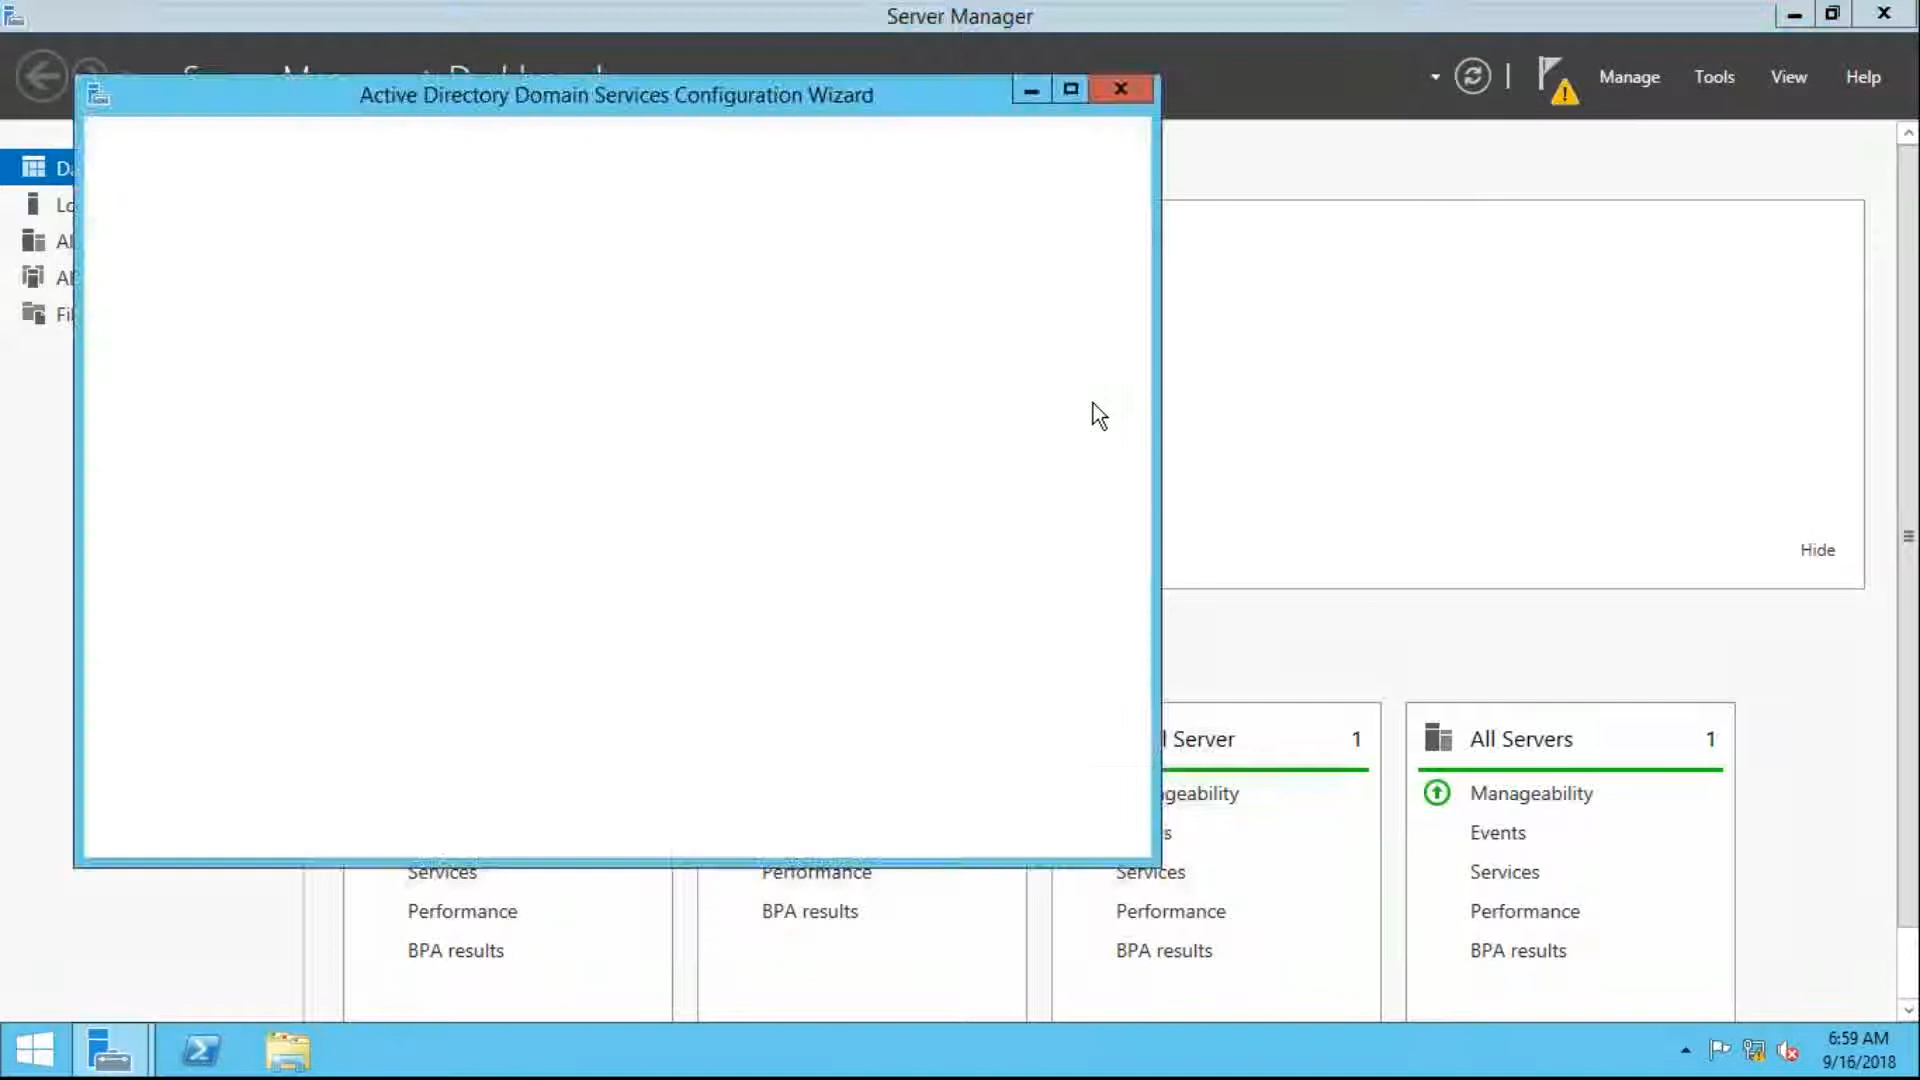 Server Manager
Manage Tools View Help
Active Directory Domain Services Configuration Wizard
Hide
Server 1
All Servers 1
Manageability
Events
Services
Performance
BPA results
Services
Performance
BPA results
Performance
BPA results
Services
Performance
BPA results
6:59 AM
9/16/2018